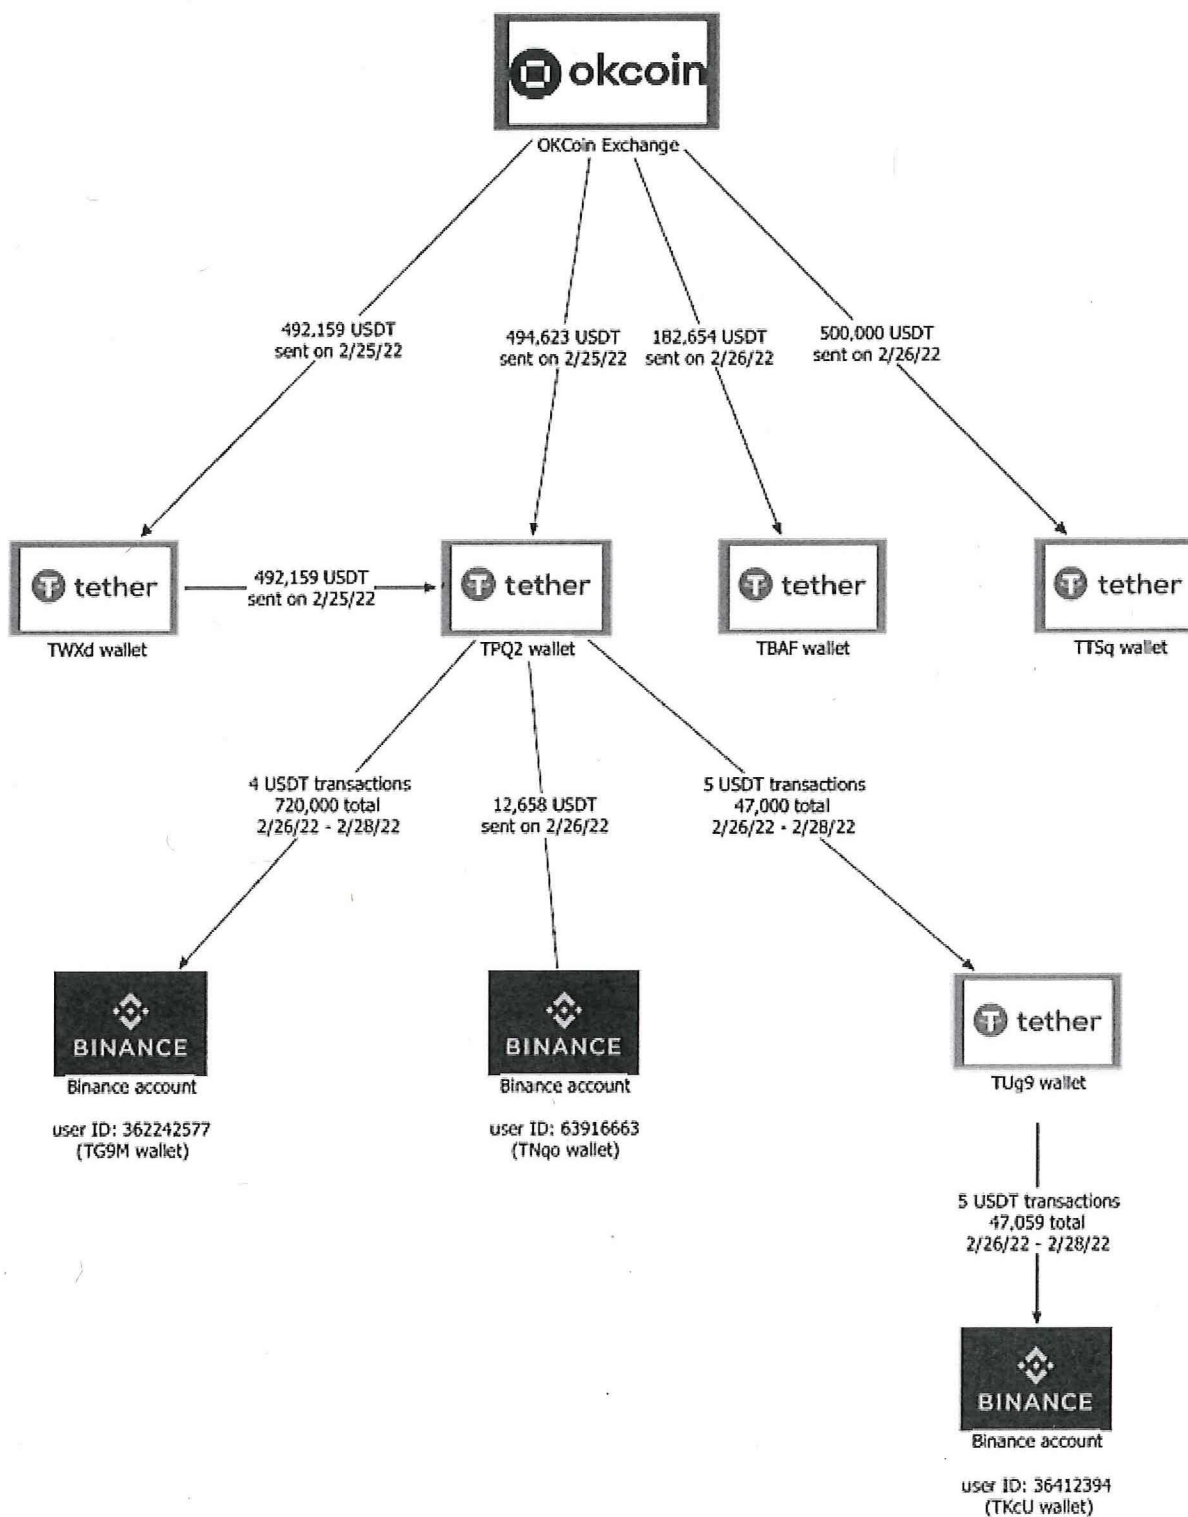 okcoin
OKCoin Exchange
492,159 USDT
sent on 2/25/22
494,623 USDT
sent on 2/25/22
182,654 USDT
sent on 2/26/22
500,000 USDT
sent on 2/26/22
tether
TWXd wallet
492,159 USDT
sent on 2/25/22
tether
TPQ2 wallet
tether
TBAF wallet
tether
TTSq wallet
4 USDT transactions
720,000 total
2/26/22 - 2/28/22
12,658 USDT
sent on 2/26/22
5 USDT transactions
47,000 total
2/26/22 - 2/28/22
BINANCE
Binance account
user ID: 362242577
(TG9M wallet)
BINANCE
Binance account
user ID: 63916663
(TNqo wallet)
tether
TUg9 wallet
5 USDT transactions
47,059 total
2/26/22 - 2/28/22
BINANCE
Binance account
user ID: 36412394
(TKcU wallet)